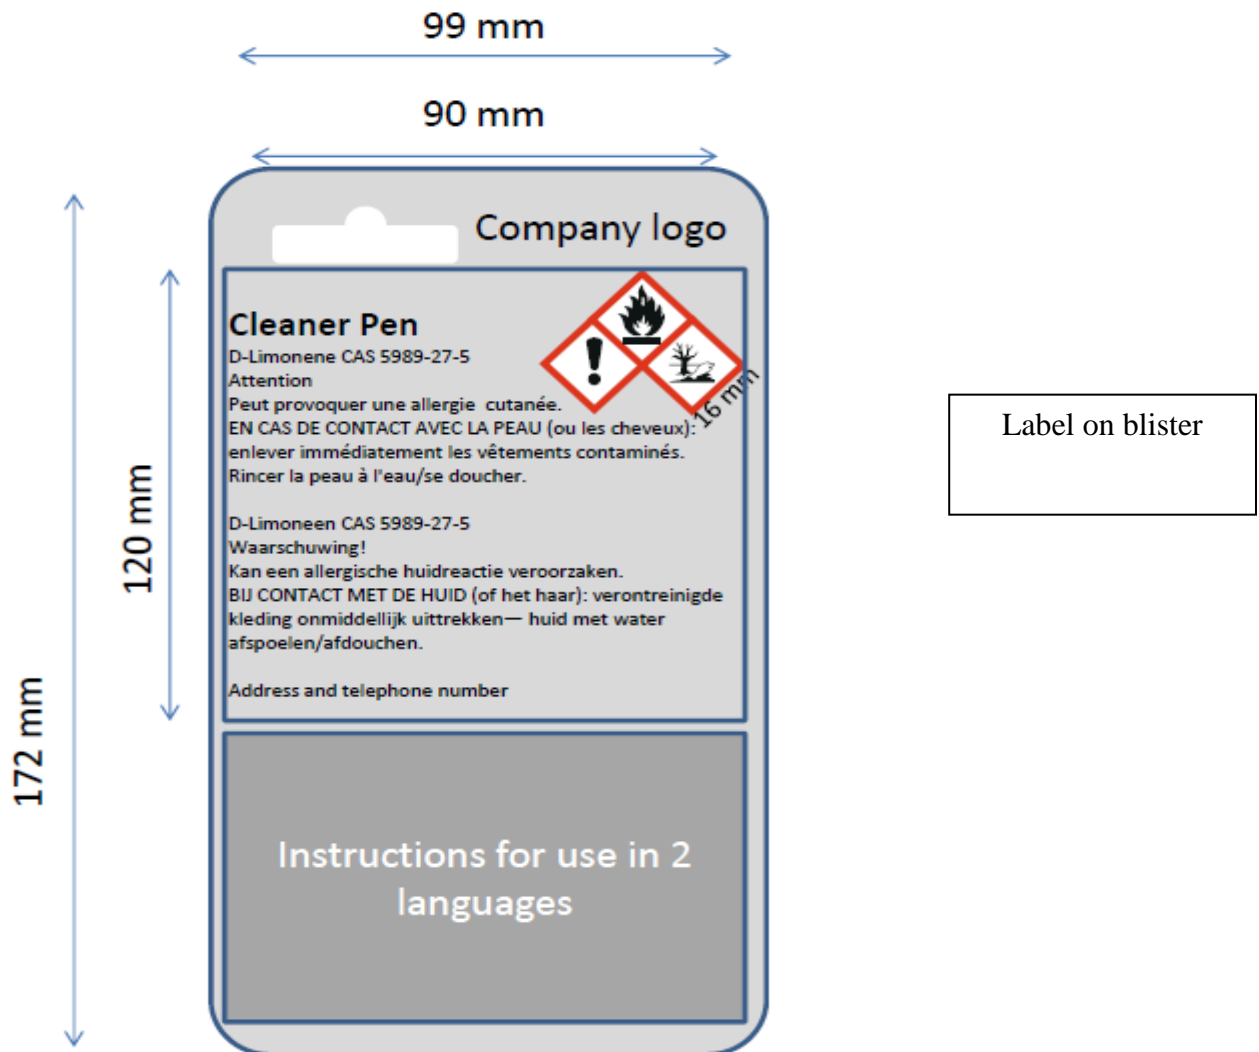 99 mm
90 mm
Company logo
Cleaner Pen
D-Limonene CAS 5989-27-5
Attention
Peut provoquer une allergie cutanée.
EN CAS DE CONTACT AVEC LA PEAU (ou les cheveux):
enlever immédiatement les vêtements contaminés.
Rincer la peau à l'eau/se doucher.
16 mm
D-Limoneen CAS 5989-27-5
Waarschuwing!
Kan een allergische huidreactie veroorzaken.
BIJ CONTACT MET DE HUID (of het haar): verontreinigde
kleding onmiddellijk uittrekken— huid met water
afspoelen/afdouchen.
Address and telephone number
120 mm
172 mm
Instructions for use in 2
languages
Label on blister